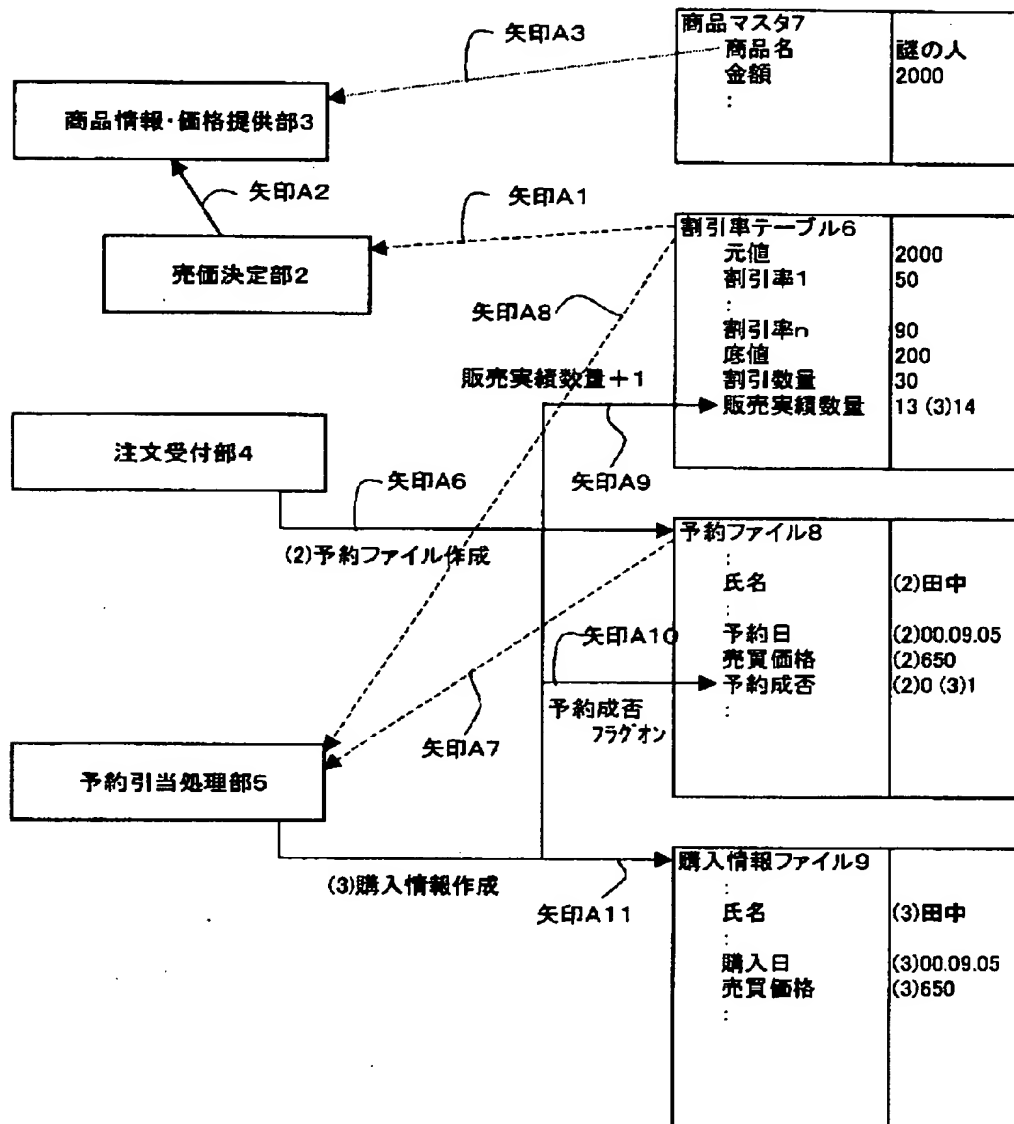 商品マスタ7
矢印A3
商品名 謎の人
金額 2000
:
商品情報・価格提供部3
矢印A2
矢印A1
割引率テーブル6
元値 2000
売価決定部2
割引率1 50
:
矢印A8
割引率n 90
底値 200
販売実績数量+1
割引数量 30
販売実績数量 13 (3)14
注文受付部4
矢印A6
矢印A9
予約ファイル8
(2)予約ファイル作成
:
氏名 (2)田中
:
矢印A10
予約日 (2)00.09.05
売買価格 (2)650
予約成否 (2)0 (3)1
予約成否
フラグオン
:
矢印A7
予約引当処理部5
購入情報ファイル9
(3)購入情報作成
:
矢印A11
氏名 (3)田中
:
購入日 (3)00.09.05
売買価格 (3)650
: